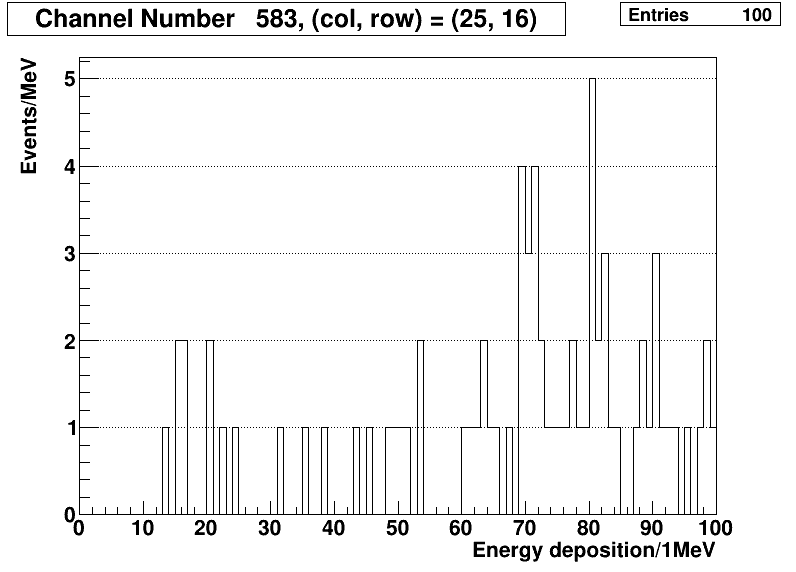 Channel Number 583, (col, row) = (25, 16)
Entries 100
Events/MeV
5
4
3
2
1
0
0 10 20 30 40 50 60 70 80 90 100
Energy deposition/1MeV